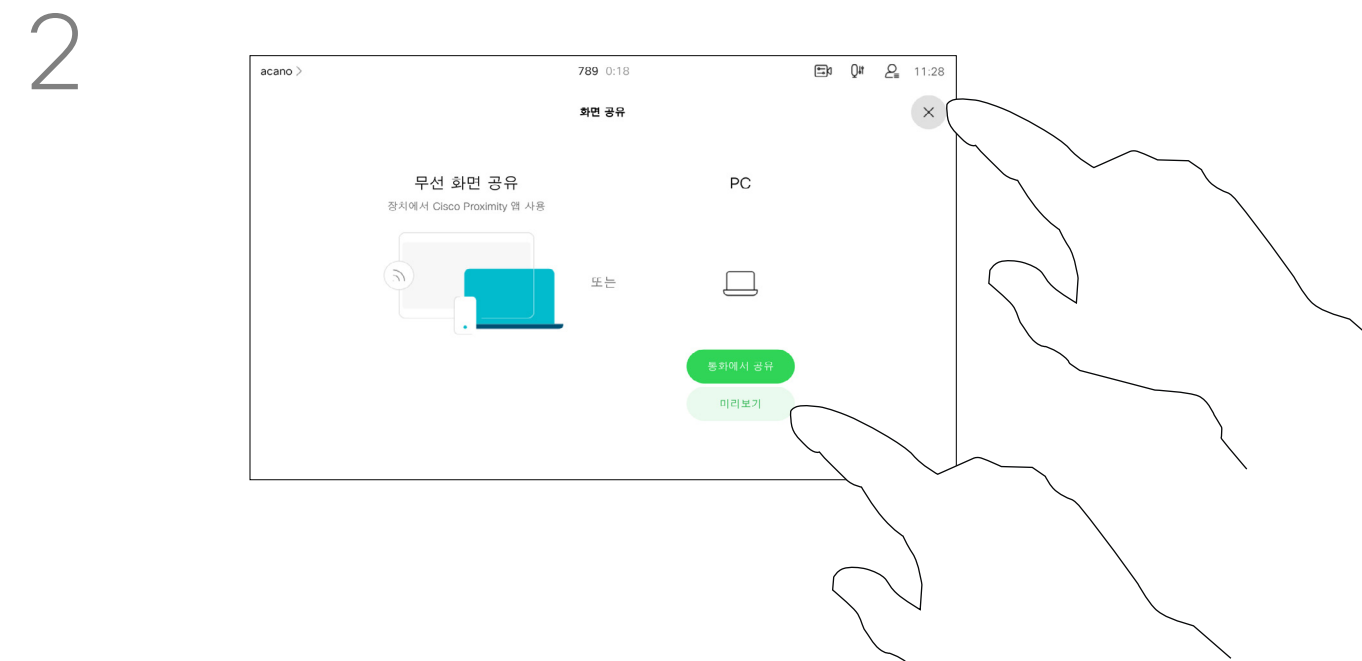 2
acano > 789 0:18 11:28
화면 공유
무선 화면 공유
장치에서 Cisco Proximity 앱 사용
또는
PC
통화에서 공유
미리보기